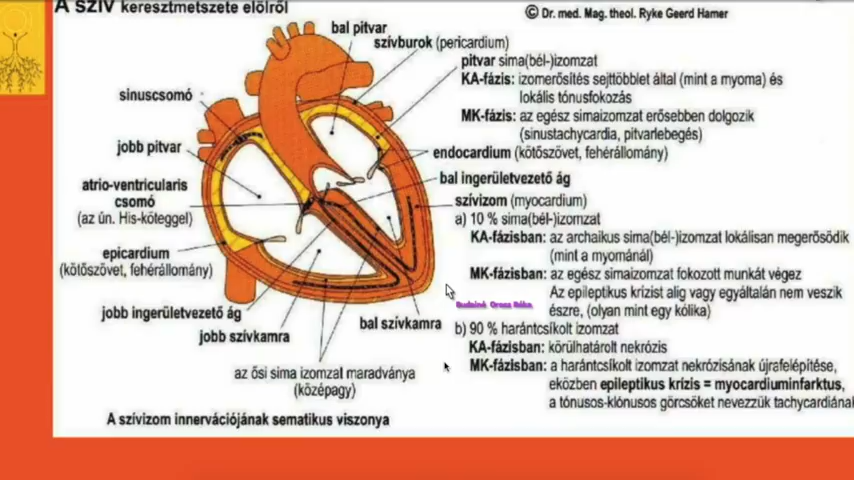 A SZÍV keresztmetszete elölről
© Dr. med. Mag. theol. Ryke Geerd Hamer
bal pitvar
szívburok (pericardium)
pitvar sima(bél-)izomzat
KA-fázis: izomerősítés sejttöbblet által (mint a myoma) és
lokális tónusfokozás
MK-fázis: az egész simaizomzat erősebben dolgozik
(sinustachycardia, pitvarlebegés)
endocardium (kötőszövet, fehérállomány)
bal ingerületvezető ág
szívizom (myocardium)
a) 10 % sima(bél-)izomzat
KA-fázisban: az archaikus sima(bél-)izomzat lokálisan megerősödik
(mint a myománál)
MK-fázisban: az egész simaizomzat fokozott munkát végez
Az epileptikus krízist alig vagy egyáltalán nem veszik
észre, (olyan mint egy kólika)
b) 90 % harántcsíkolt izomzat
KA-fázisban: körülhatárolt nekrózis
MK-fázisban: a harántcsíkolt izomzat nekrózisának újrafelépítése,
eközben epileptikus krízis = myocardiuminfarktus,
a tónusos-klónusos görcsöket nevezzük tachycardiának
sinuscsomó
jobb pitvar
atrio-ventricularis
csomó
(az ún. His-köteggel)
epicardium
(kötőszövet, fehérállomány)
jobb ingerületvezető ág
jobb szívkamra
bal szívkamra
az ősi sima izomzat maradványa
(középagy)
A szívizom innervációjának sematikus viszonya